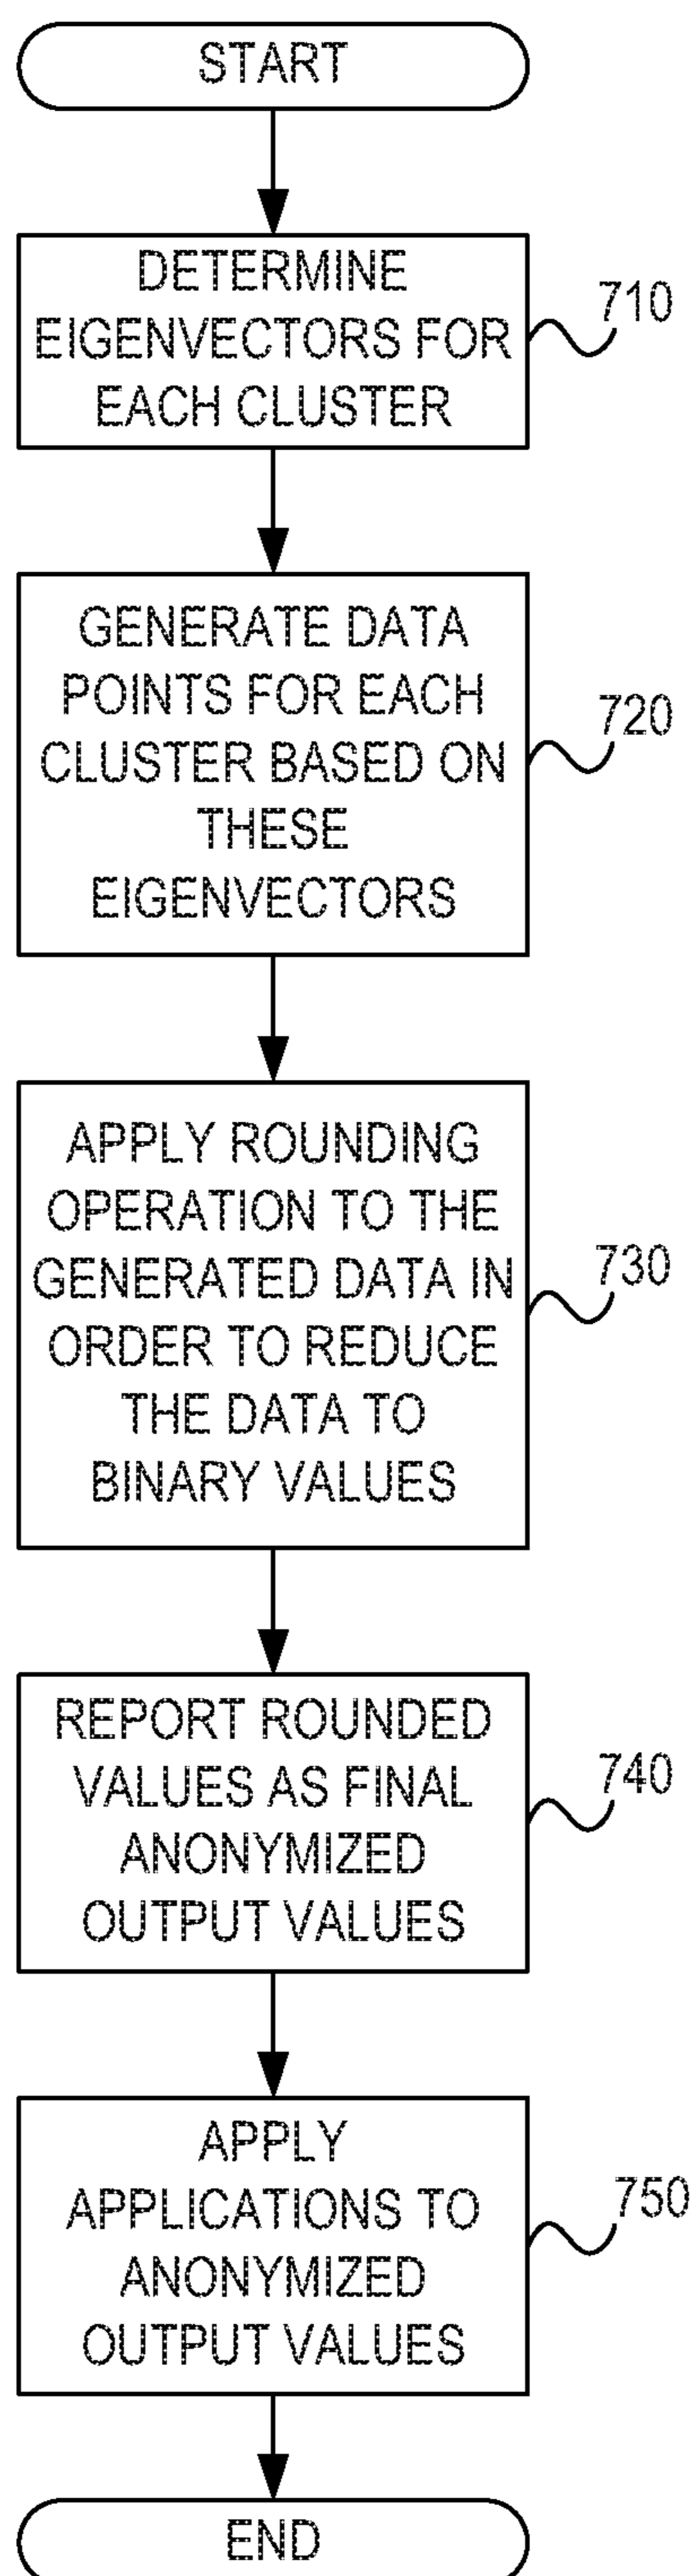 START
DETERMINE
EIGENVECTORS FOR
EACH CLUSTER
710
GENERATE DATA
POINTS FOR EACH
CLUSTER BASED ON
THESE
EIGENVECTORS
720
APPLY ROUNDING
OPERATION TO THE
GENERATED DATA IN
ORDER TO REDUCE
THE DATA TO
BINARY VALUES
730
REPORT ROUNDED
VALUES AS FINAL
ANONYMIZED
OUTPUT VALUES
740
APPLY
APPLICATIONS TO
ANONYMIZED
OUTPUT VALUES
750
END